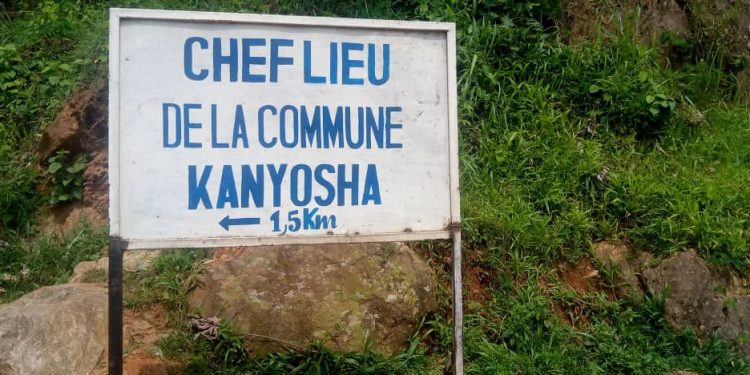 CHEF LIEU
DE LA COMMUNE
KANYOSHA
← 1,5Km